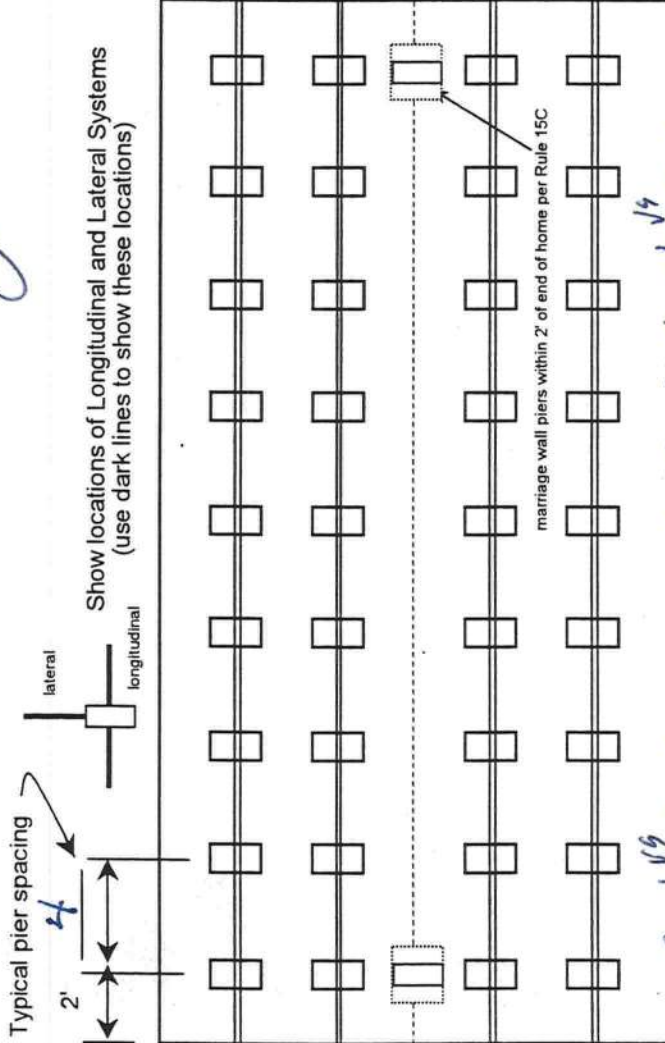 Typical pier spacing
4
2'
lateral
longitudinal
Show locations of Longitudinal and Lateral Systems
(use dark lines to show these locations)
marriage wall piers within 2' of end of home per Rule 15C